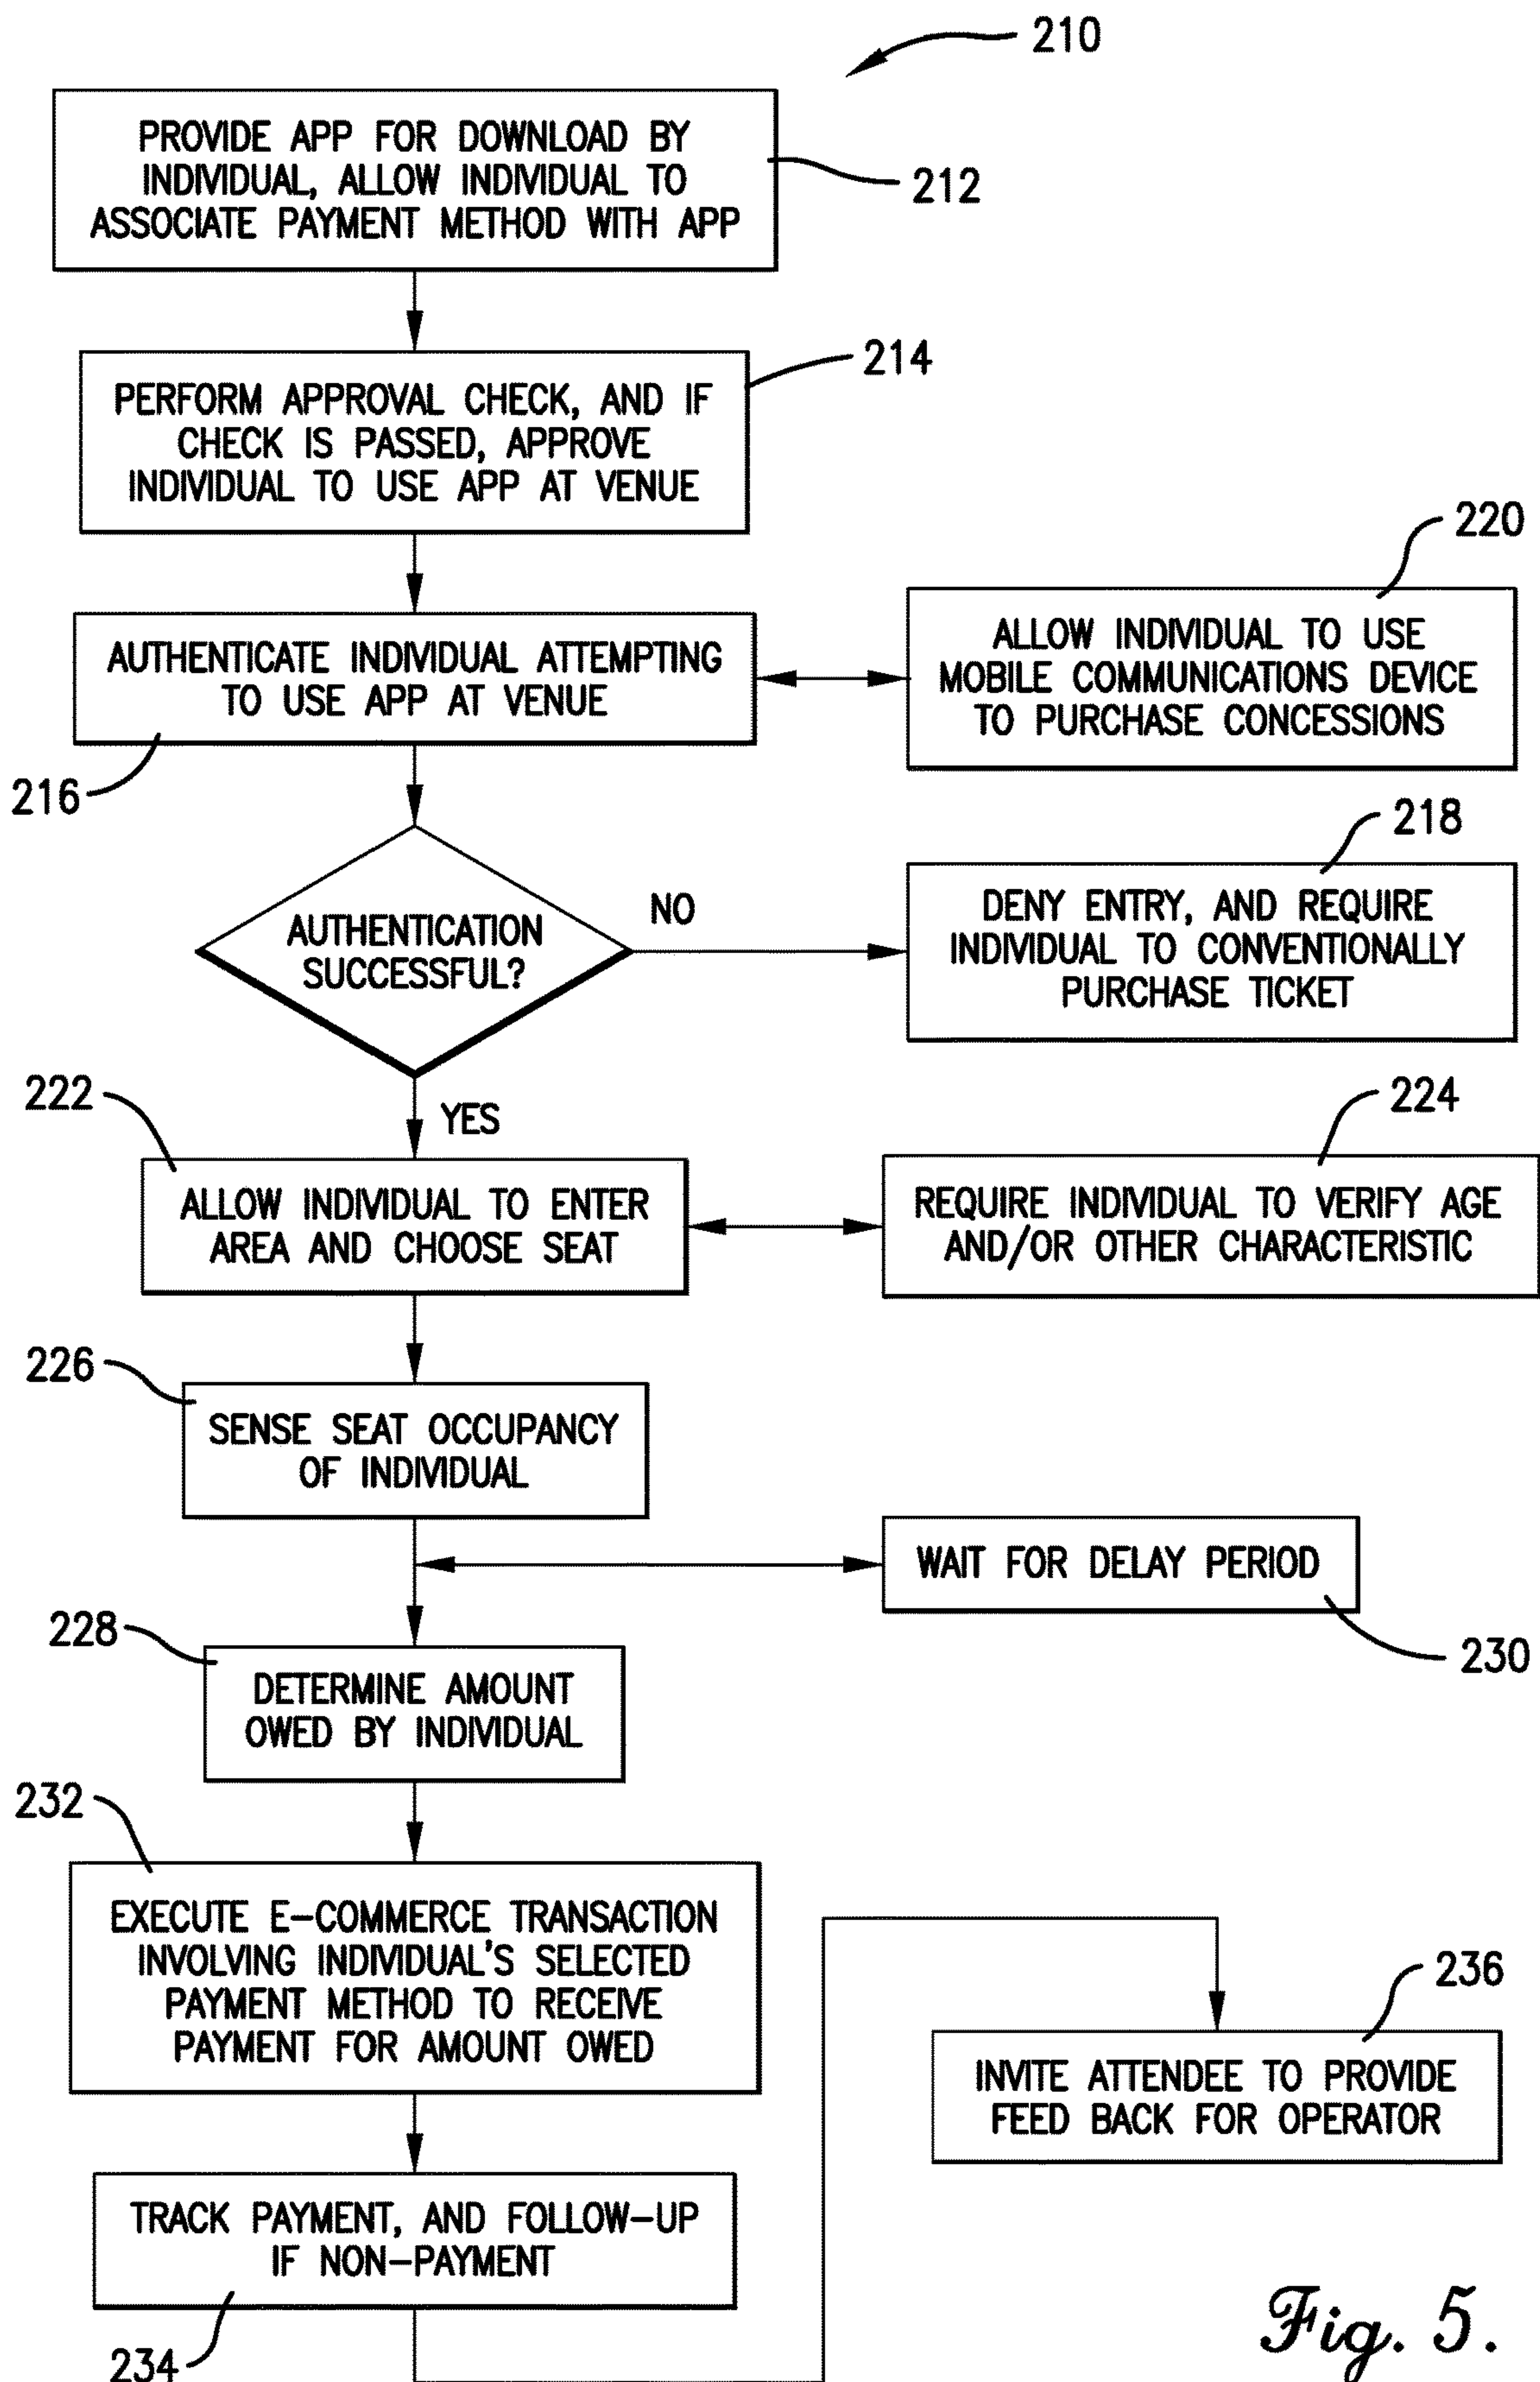 210
PROVIDE APP FOR DOWNLOAD BY
INDIVIDUAL, ALLOW INDIVIDUAL TO
ASSOCIATE PAYMENT METHOD WITH APP
212
214
PERFORM APPROVAL CHECK, AND IF
CHECK IS PASSED, APPROVE
INDIVIDUAL TO USE APP AT VENUE
220
AUTHENTICATE INDIVIDUAL ATTEMPTING
TO USE APP AT VENUE
216
ALLOW INDIVIDUAL TO USE
MOBILE COMMUNICATIONS DEVICE
TO PURCHASE CONCESSIONS
218
AUTHENTICATION
SUCCESSFUL?
NO
DENY ENTRY, AND REQUIRE
INDIVIDUAL TO CONVENTIONALLY
PURCHASE TICKET
222
YES
224
ALLOW INDIVIDUAL TO ENTER
AREA AND CHOOSE SEAT
REQUIRE INDIVIDUAL TO VERIFY AGE
AND/OR OTHER CHARACTERISTIC
226
SENSE SEAT OCCUPANCY
OF INDIVIDUAL
WAIT FOR DELAY PERIOD
230
228
DETERMINE AMOUNT
OWED BY INDIVIDUAL
232
EXECUTE E-COMMERCE TRANSACTION
INVOLVING INDIVIDUAL'S SELECTED
PAYMENT METHOD TO RECEIVE
PAYMENT FOR AMOUNT OWED
236
INVITE ATTENDEE TO PROVIDE
FEED BACK FOR OPERATOR
TRACK PAYMENT, AND FOLLOW-UP
IF NON-PAYMENT
234
Fig. 5.